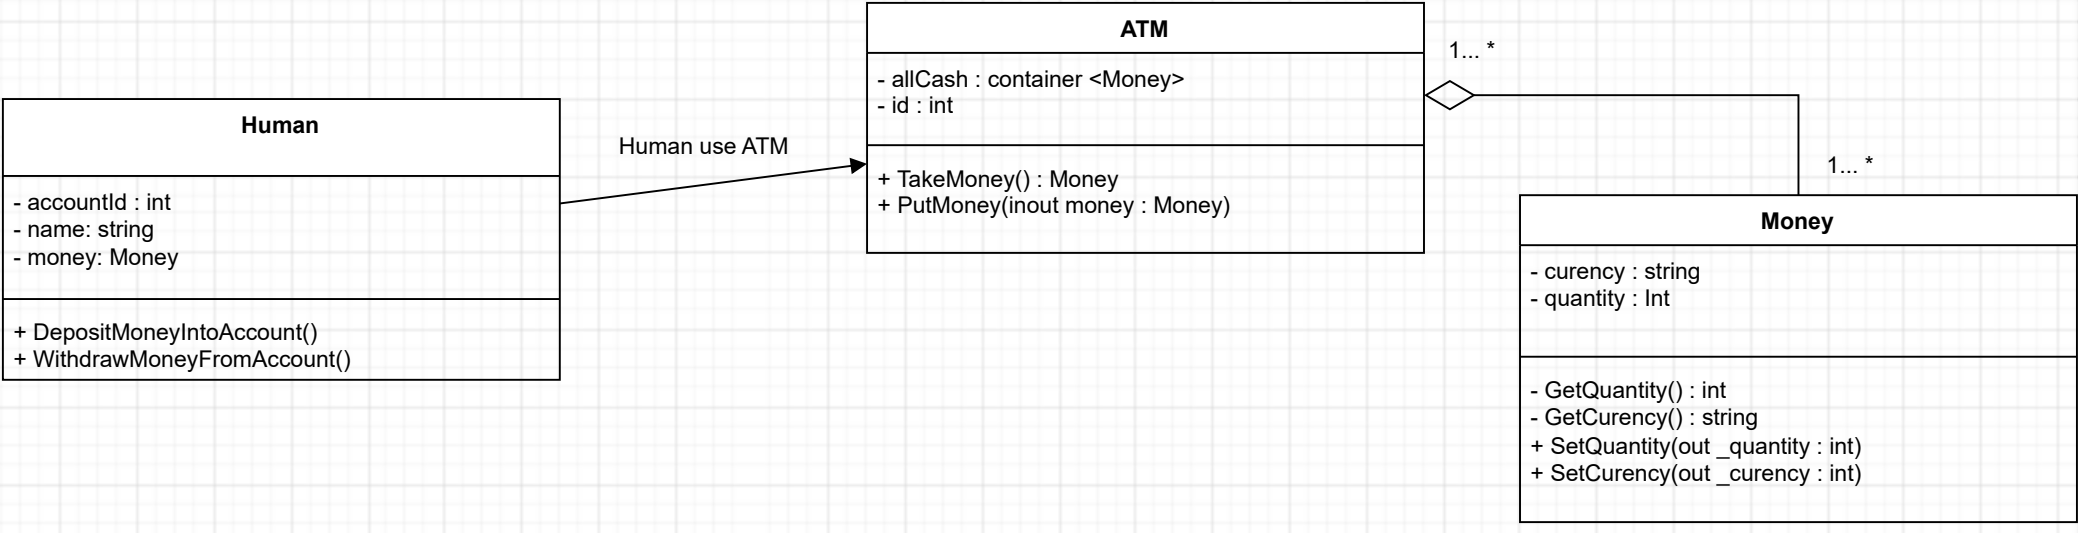 Human
- accountId : int
- name: string
- money: Money
+ DepositMoneyIntoAccount()
+ WithdrawMoneyFromAccount()
Human use ATM
ATM
- allCash : container <Money>
- id : int
+ TakeMoney() : Money
+ PutMoney(inout money : Money)
1... *
1... *
Money
- curency : string
- quantity : Int
- GetQuantity() : int
- GetCurency() : string
+ SetQuantity(out _quantity : int)
+ SetCurency(out _curency : int)